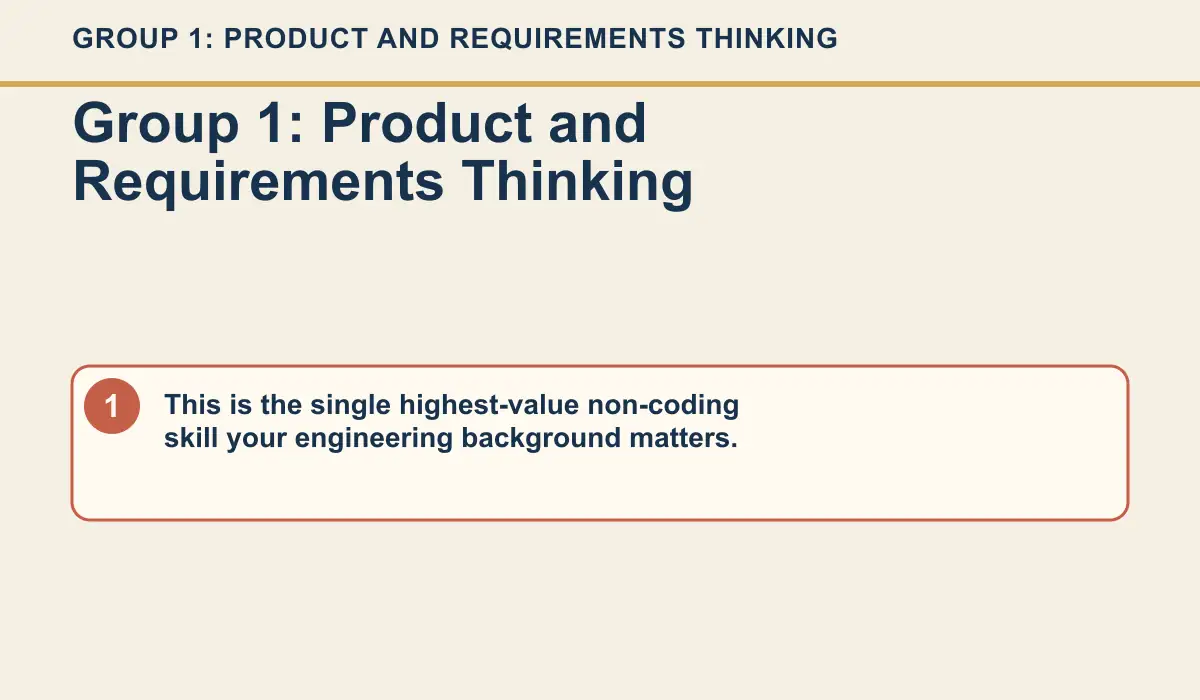 GROUP 1: PRODUCT AND REQUIREMENTS THINKING
Group 1: Product and
Requirements Thinking
1
This is the single highest-value non-coding
skill your engineering background matters.